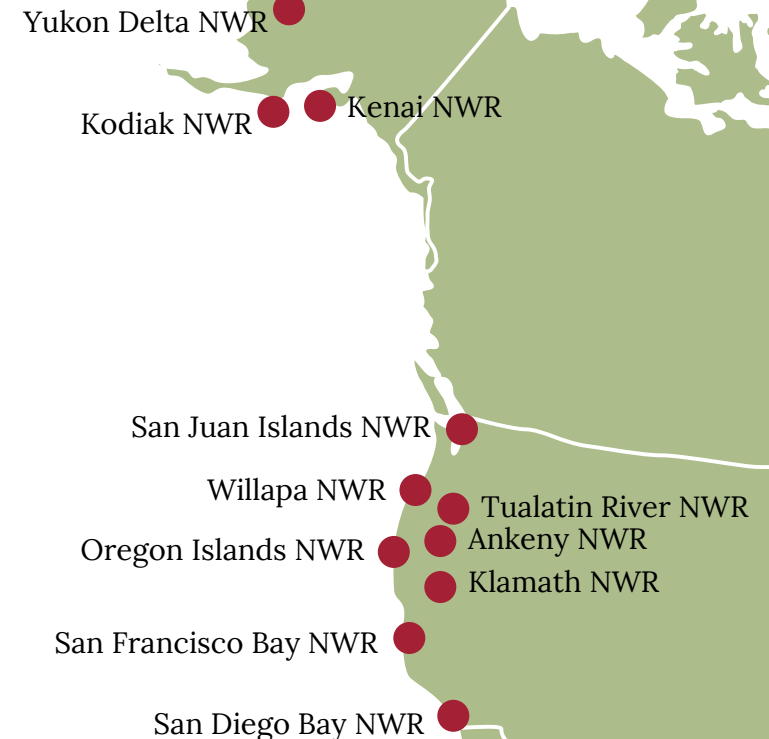 Yukon Delta NWR
Kenai NWR
Kodiak NWR
San Juan Islands NWR
Willapa NWR
Tualatin River NWR
Ankeny NWR
Oregon Islands NWR
Klamath NWR
San Francisco Bay NWR
San Diego Bay NWR